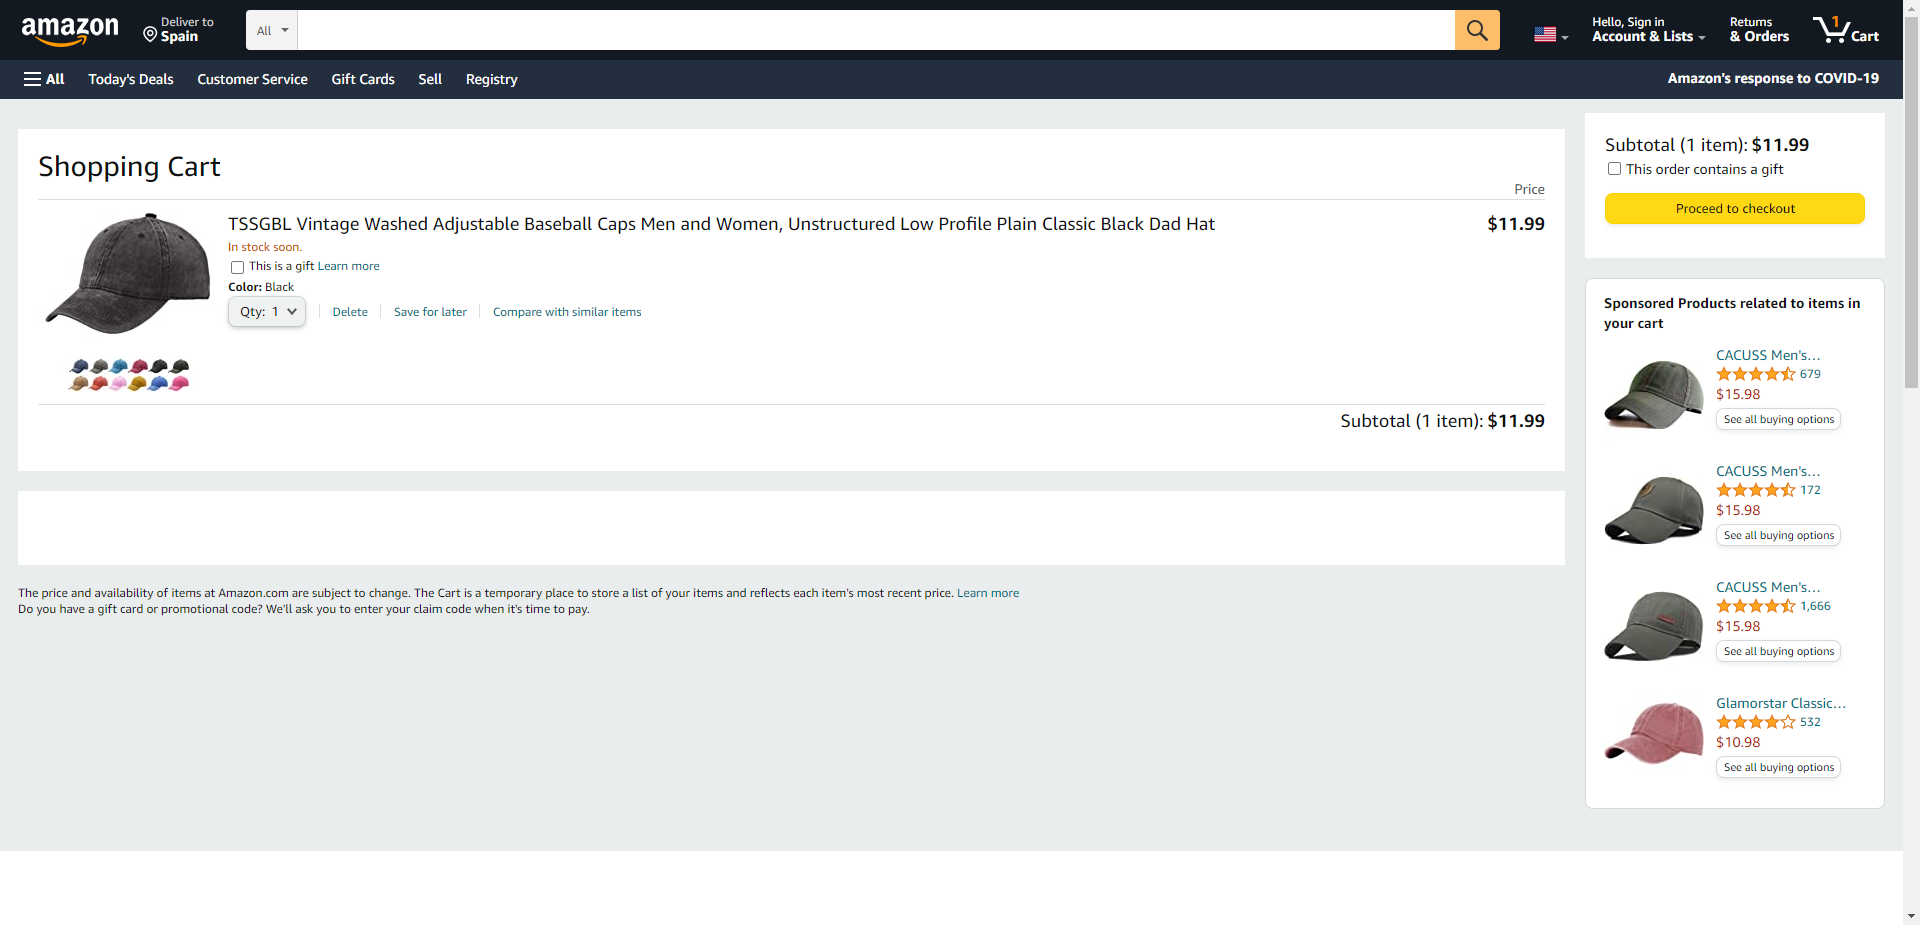 amazon
Deliver to
Spain
All
Hello, Sign in
Account & Lists
Returns
& Orders
1
Cart
All
Today's Deals
Customer Service
Gift Cards
Sell
Registry
Amazon's response to COVID-19
Shopping Cart
Price
TSSGBL Vintage Washed Adjustable Baseball Caps Men and Women, Unstructured Low Profile Plain Classic Black Dad Hat
$11.99
In stock soon.
This is a gift Learn more
Color: Black
Qty: 1
Delete
Save for later
Compare with similar items
Subtotal (1 item): $11.99
The price and availability of items at Amazon.com are subject to change. The Cart is a temporary place to store a list of your items and reflects each item's most recent price. Learn more
Do you have a gift card or promotional code? We'll ask you to enter your claim code when it's time to pay.
Subtotal (1 item): $11.99
This order contains a gift
Proceed to checkout
Sponsored Products related to items in
your cart
CACUSS Men's...
679
$15.98
See all buying options
CACUSS Men's...
172
$15.98
See all buying options
CACUSS Men's...
1,666
$15.98
See all buying options
Glamorstar Classic...
532
$10.98
See all buying options